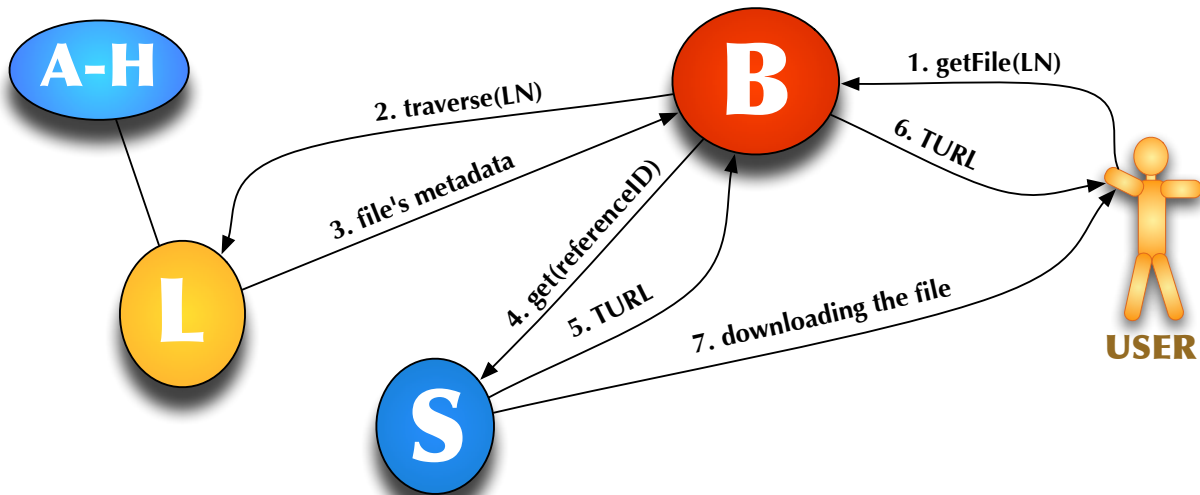 A-H
B
1. getFile(LN)
2. traverse(LN)
6. TURL
3. file's metadata
4. get(referenceID)
L
5. TURL
7. downloading the file
USER
S